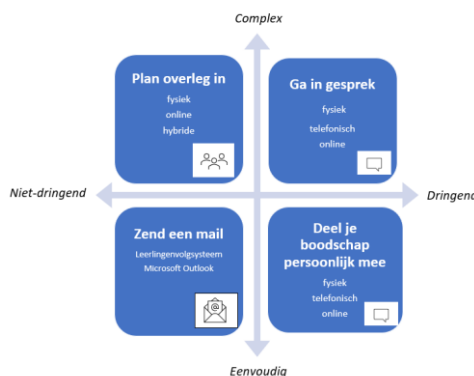 Complex
Plan overleg in
fysiek
online
hybride
Ga in gesprek
fysiek
telefonisch
online
Niet-dringend
Dringend
Zend een mail
Leerlingenvolgsysteem
Microsoft Outlook
@
Deel je
boodschap
persoonlijk mee
fysiek
telefonisch
online
Eenvoudig